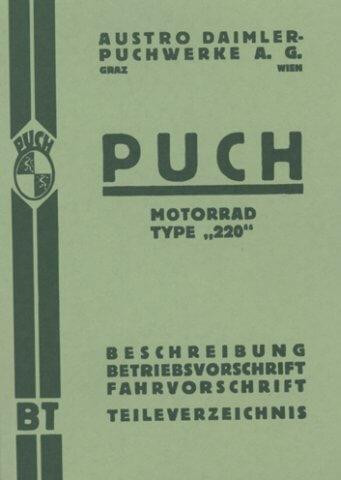 AUSTRO DAIMLER-
PUCHWERKE A. G.
GRAZ WIEN
PUCH
PUCH
MOTORRAD
TYPE „220“
BESCHREIBUNG
BETRIEBSVORSCHRIFT
FAHRVORSCHRIFT
TEILEVERZEICHNIS
BT